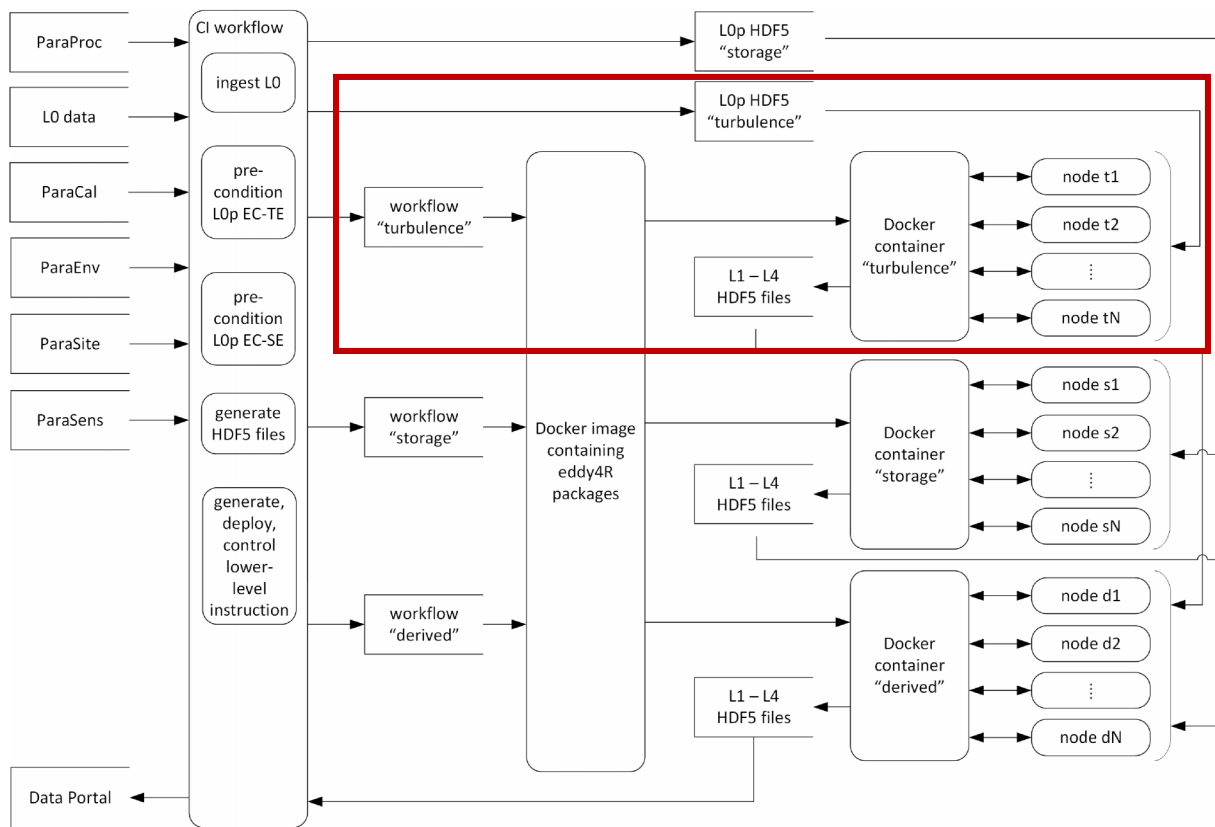 ParaProc
L0 data
ParaCal
ParaEnv
ParaSite
ParaSens
Data Portal
CI workflow
ingest L0
pre-
condition
L0p EC-TE
pre-
condition
L0p EC-SE
generate
HDF5 files
generate,
deploy,
control
lower-
level
instruction
workflow
"turbulence"
workflow
"storage"
workflow
"derived"
Docker image
containing
eddy4R
packages
L0p HDF5
"storage"
L0p HDF5
"turbulence"
L1 – L4
HDF5 files
L1 – L4
HDF5 files
L1 – L4
HDF5 files
Docker
container
"turbulence"
Docker
container
"storage"
Docker
container
"derived"
node t1
node t2
⋮
node tN
node s1
node s2
⋮
node sN
node d1
node d2
⋮
node dN